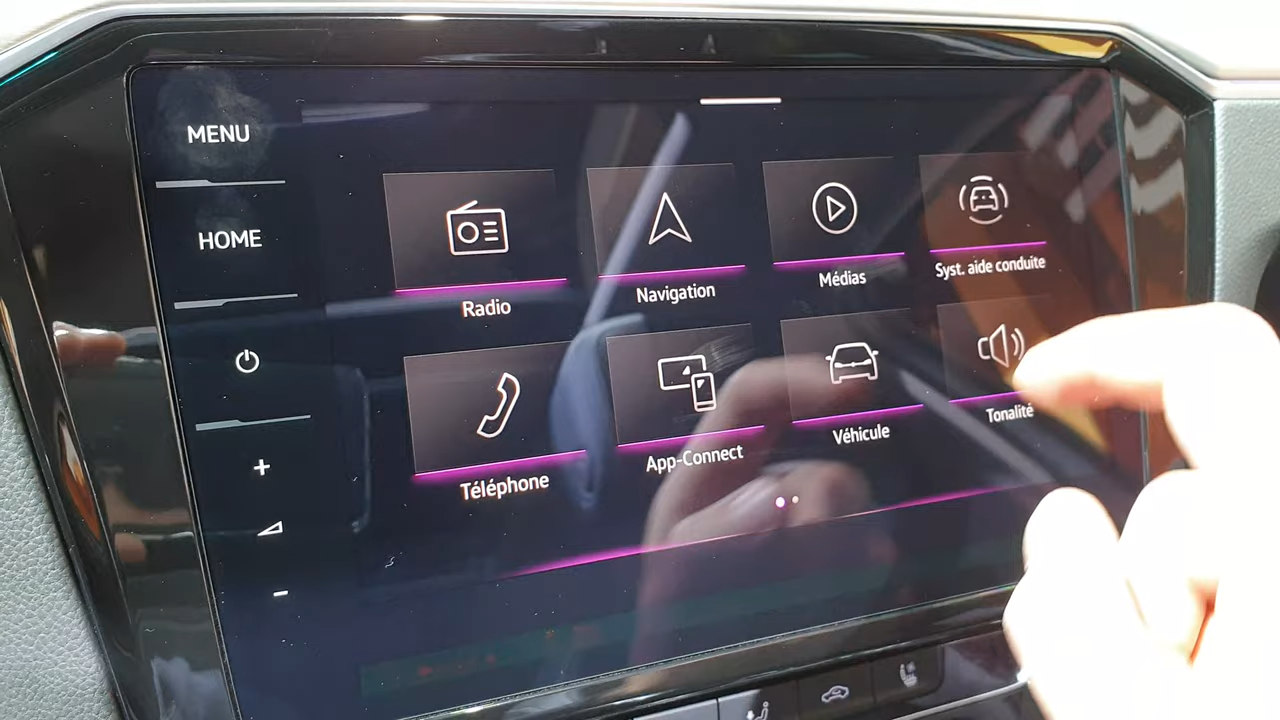 MENU
HOME
+
-
Radio
Navigation
Médias
Syst. aide conduite
Téléphone
App-Connect
Véhicule
Tonalité